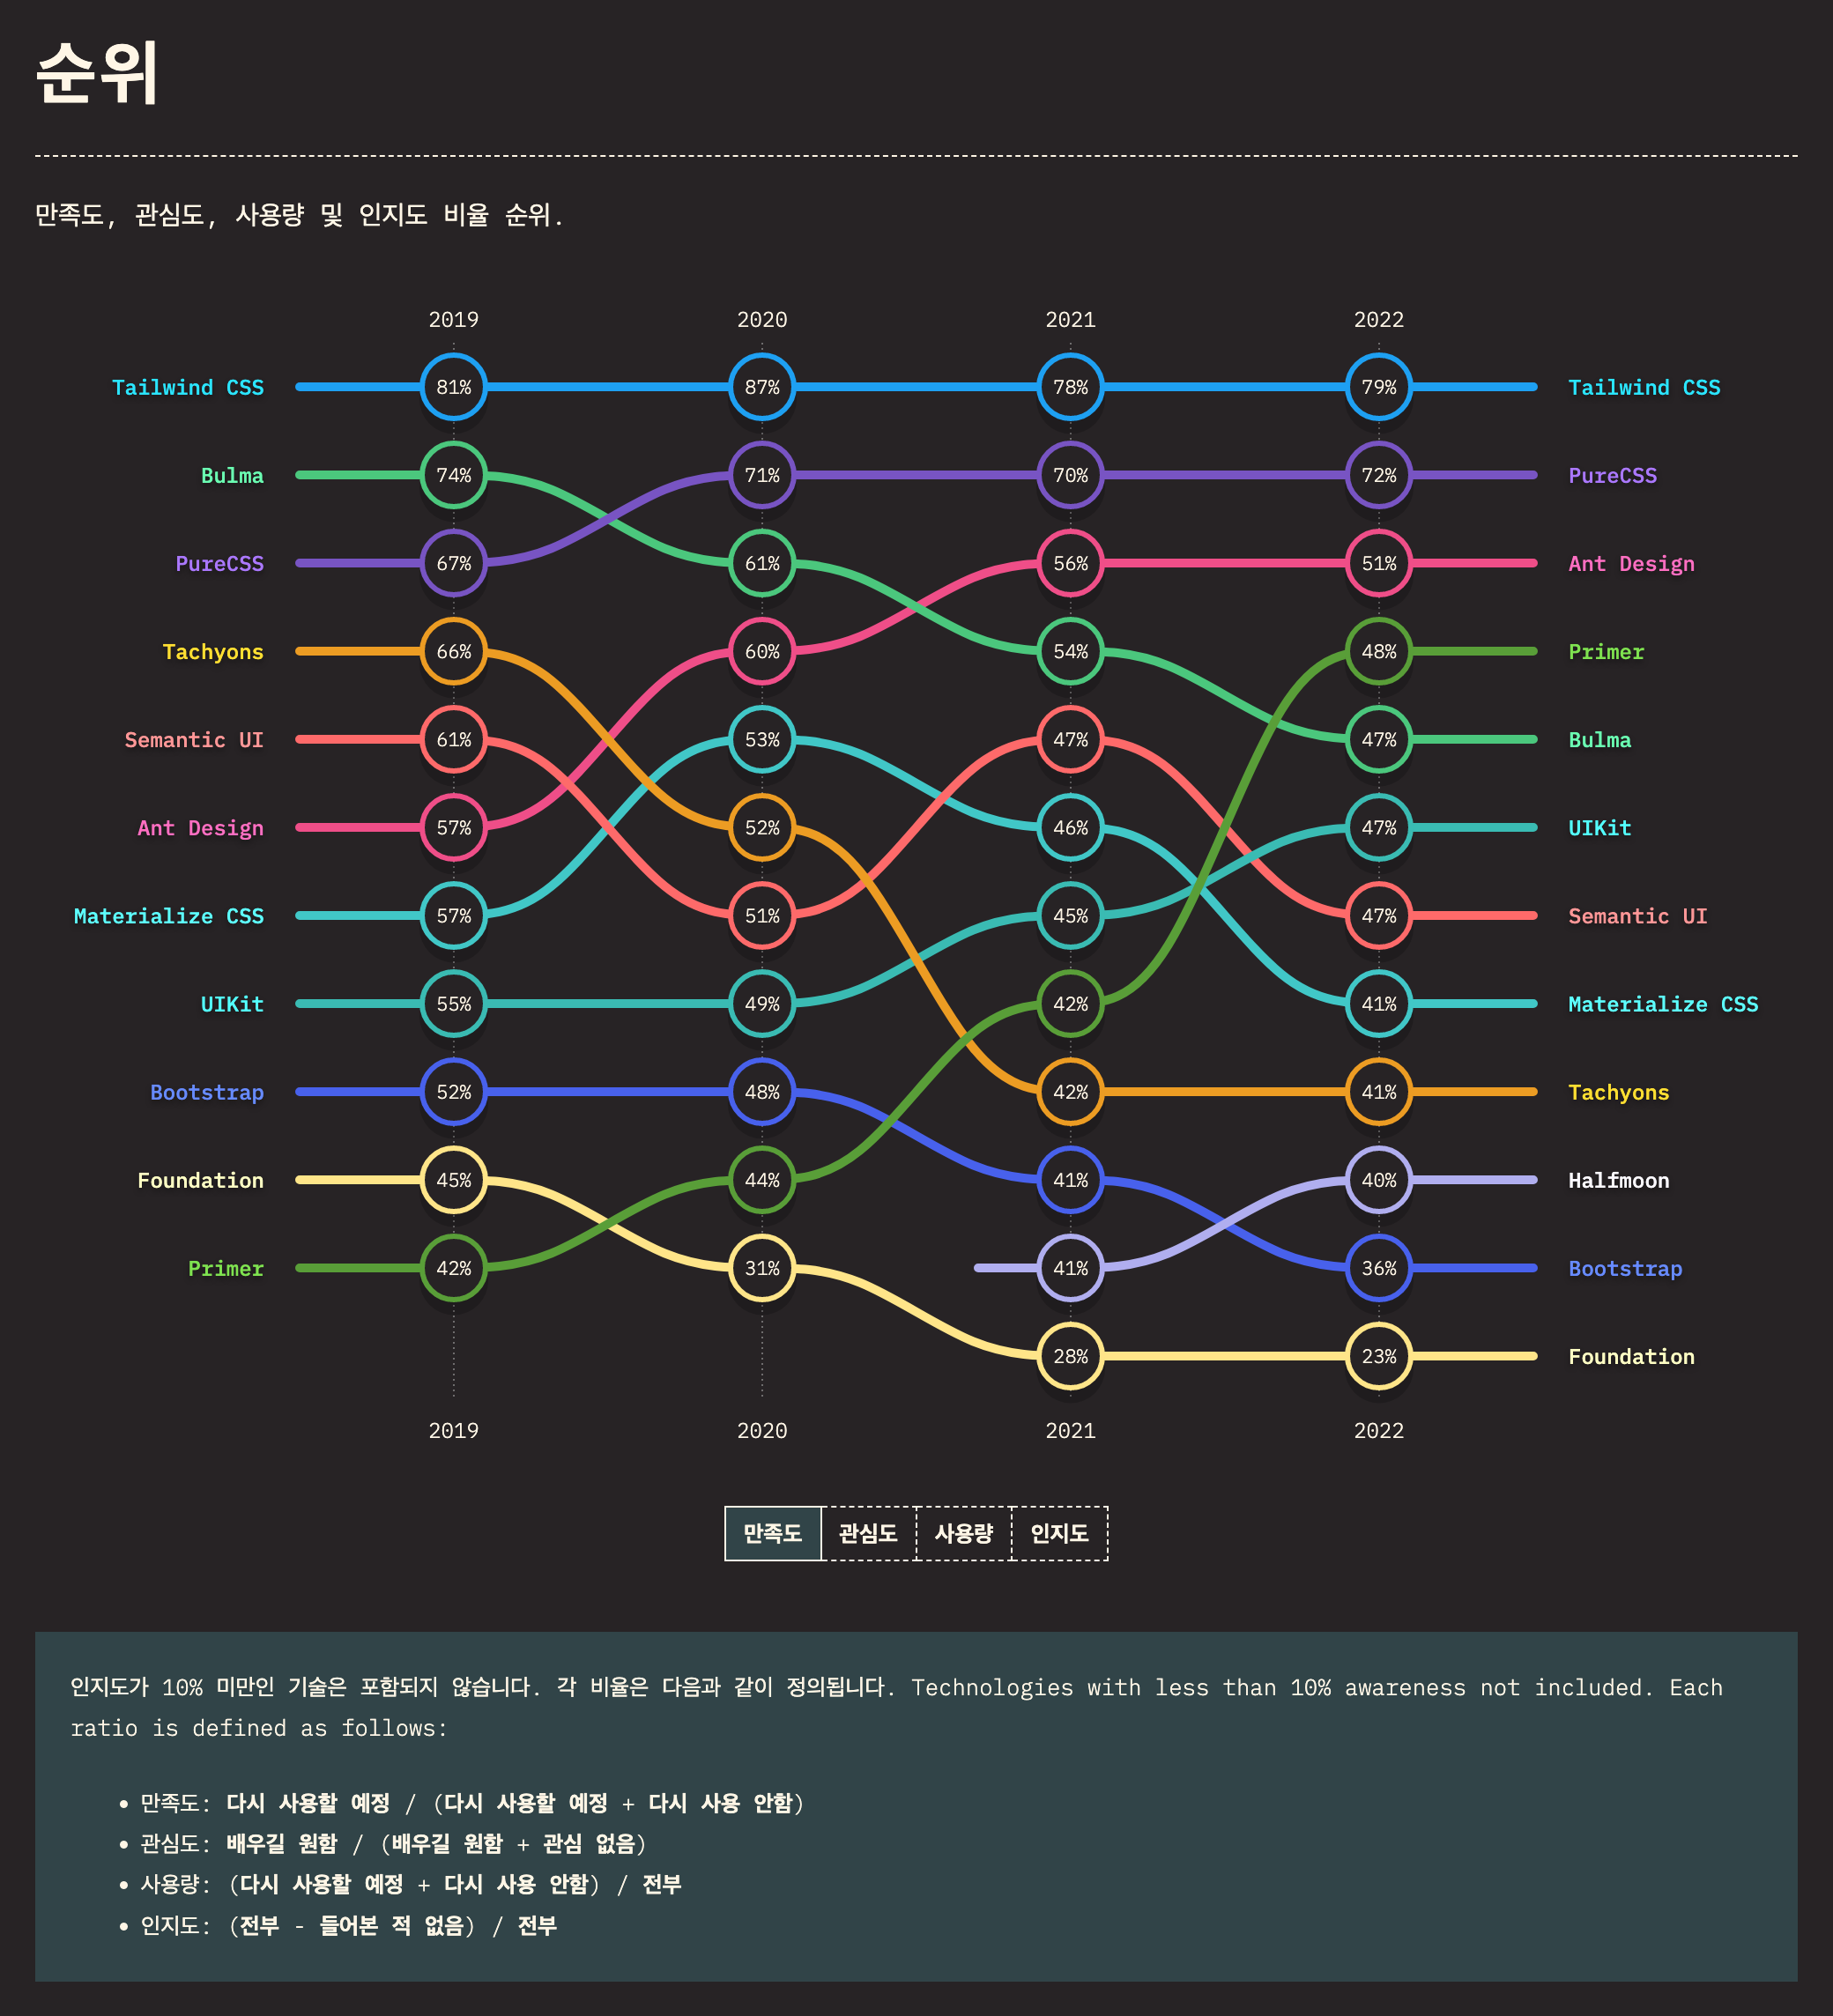 순위
만족도, 관심도, 사용량 및 인지도 비율 순위.
2019 2020 2021 2022
Tailwind CSS 81% 87% 78% 79% Tailwind CSS
Bulma 74% 71% 70% 72% PureCSS
PureCSS 67% 61% 56% 51% Ant Design
Tachyons 66% 60% 54% 48% Primer
Semantic UI 61% 53% 47% 47% Bulma
Ant Design 57% 52% 46% 47% UIKit
Materialize CSS 57% 51% 45% 47% Semantic UI
UIKit 55% 49% 42% 41% Materialize CSS
Bootstrap 52% 48% 42% 41% Tachyons
Foundation 45% 44% 41% 40% Halfmoon
Primer 42% 31% 41% 36% Bootstrap
28% 23% Foundation
2019 2020 2021 2022
만족도 관심도 사용량 인지도
인지도가 10% 미만인 기술은 포함되지 않습니다. 각 비율은 다음과 같이 정의됩니다. Technologies with less than 10% awareness not included. Each
ratio is defined as follows:
• 만족도: 다시 사용할 예정 / (다시 사용할 예정 + 다시 사용 안함)
• 관심도: 배우길 원함 / (배우길 원함 + 관심 없음)
• 사용량: (다시 사용할 예정 + 다시 사용 안함) / 전부
• 인지도: (전부 - 들어본 적 없음) / 전부